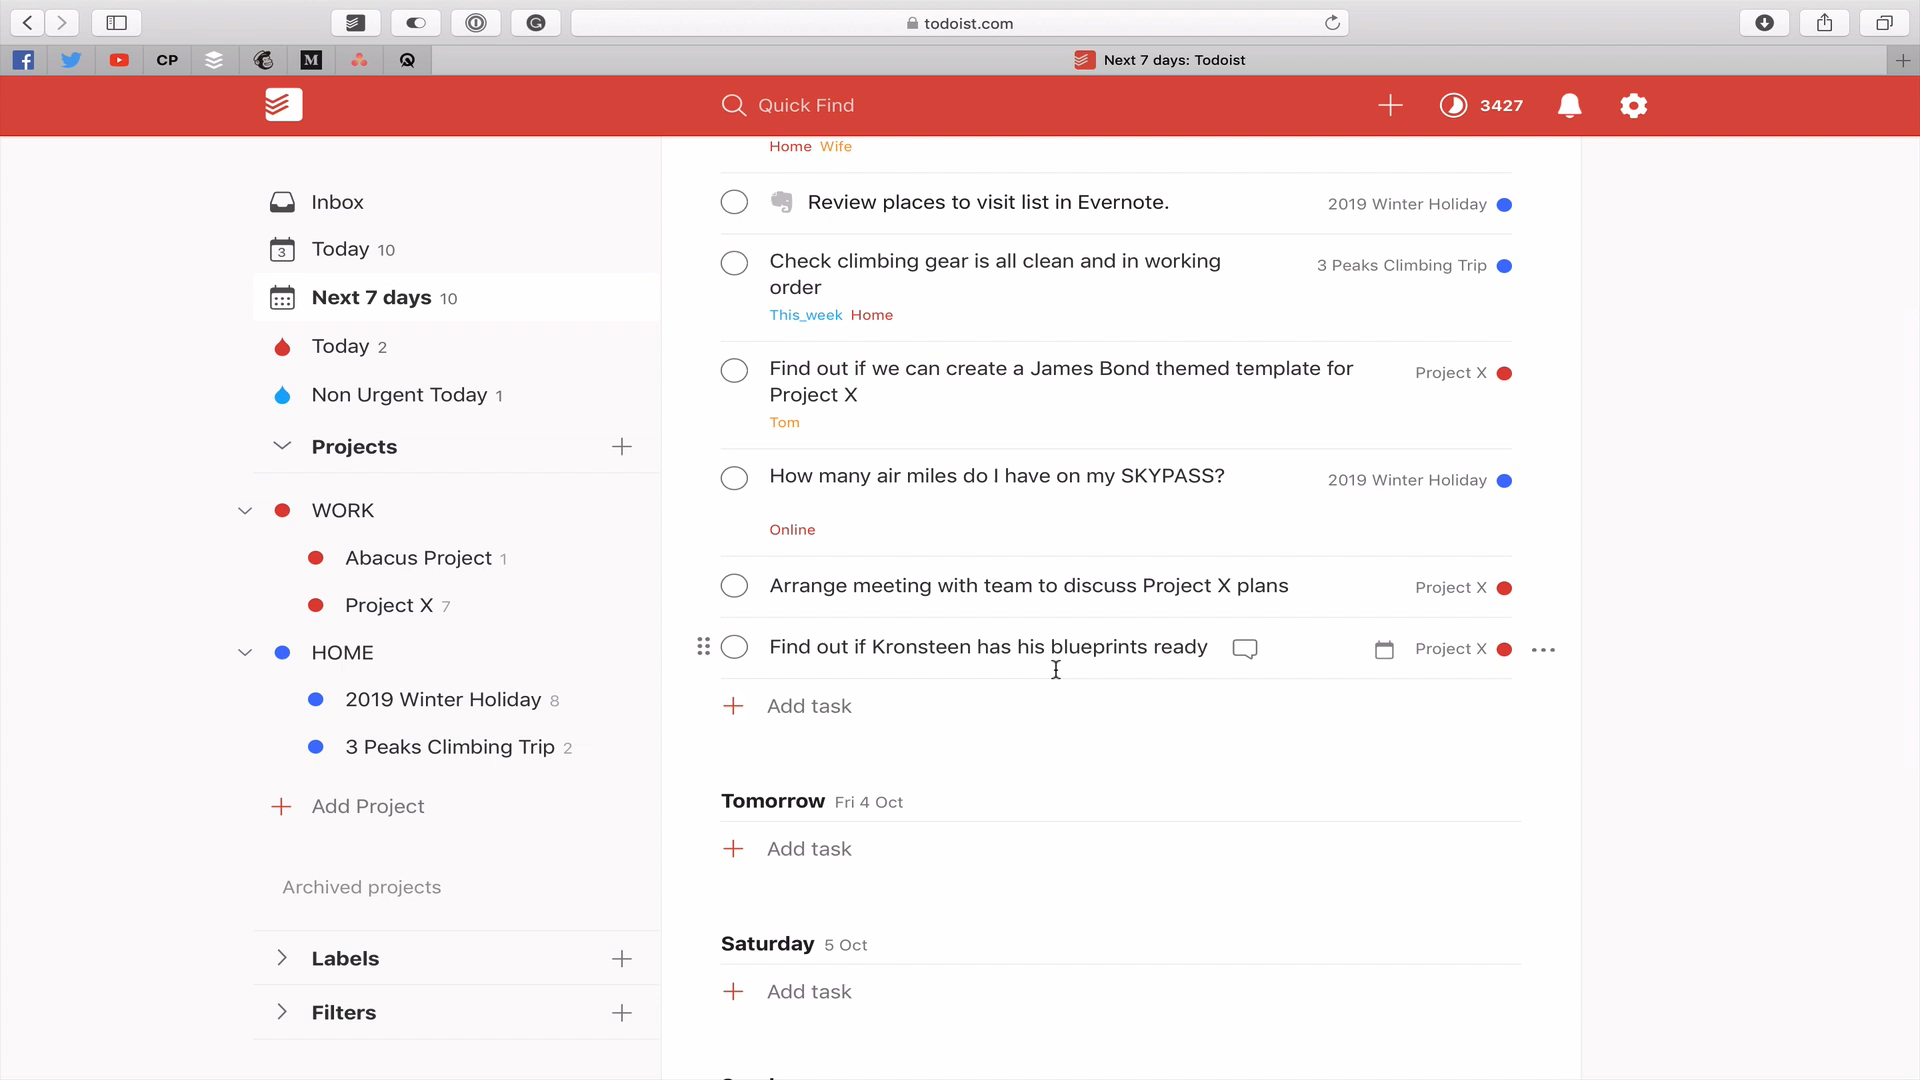 todoist.com
CP
M
Next 7 days: Todoist
Quick Find
3427
Inbox
3
Today 10
Next 7 days 10
Today 2
Non Urgent Today 1
Projects
WORK
Abacus Project 1
Project X 7
HOME
2019 Winter Holiday 8
3 Peaks Climbing Trip 2
Add Project
Archived projects
Labels
Filters
Home Wife
Review places to visit list in Evernote.
2019 Winter Holiday
Check climbing gear is all clean and in working
order
3 Peaks Climbing Trip
This_week Home
Find out if we can create a James Bond themed template for
Project X
Project X
Tom
How many air miles do I have on my SKYPASS?
2019 Winter Holiday
Online
Arrange meeting with team to discuss Project X plans
Project X
Find out if Kronsteen has his blueprints ready
Project X
Add task
Tomorrow Fri 4 Oct
Add task
Saturday 5 Oct
Add task